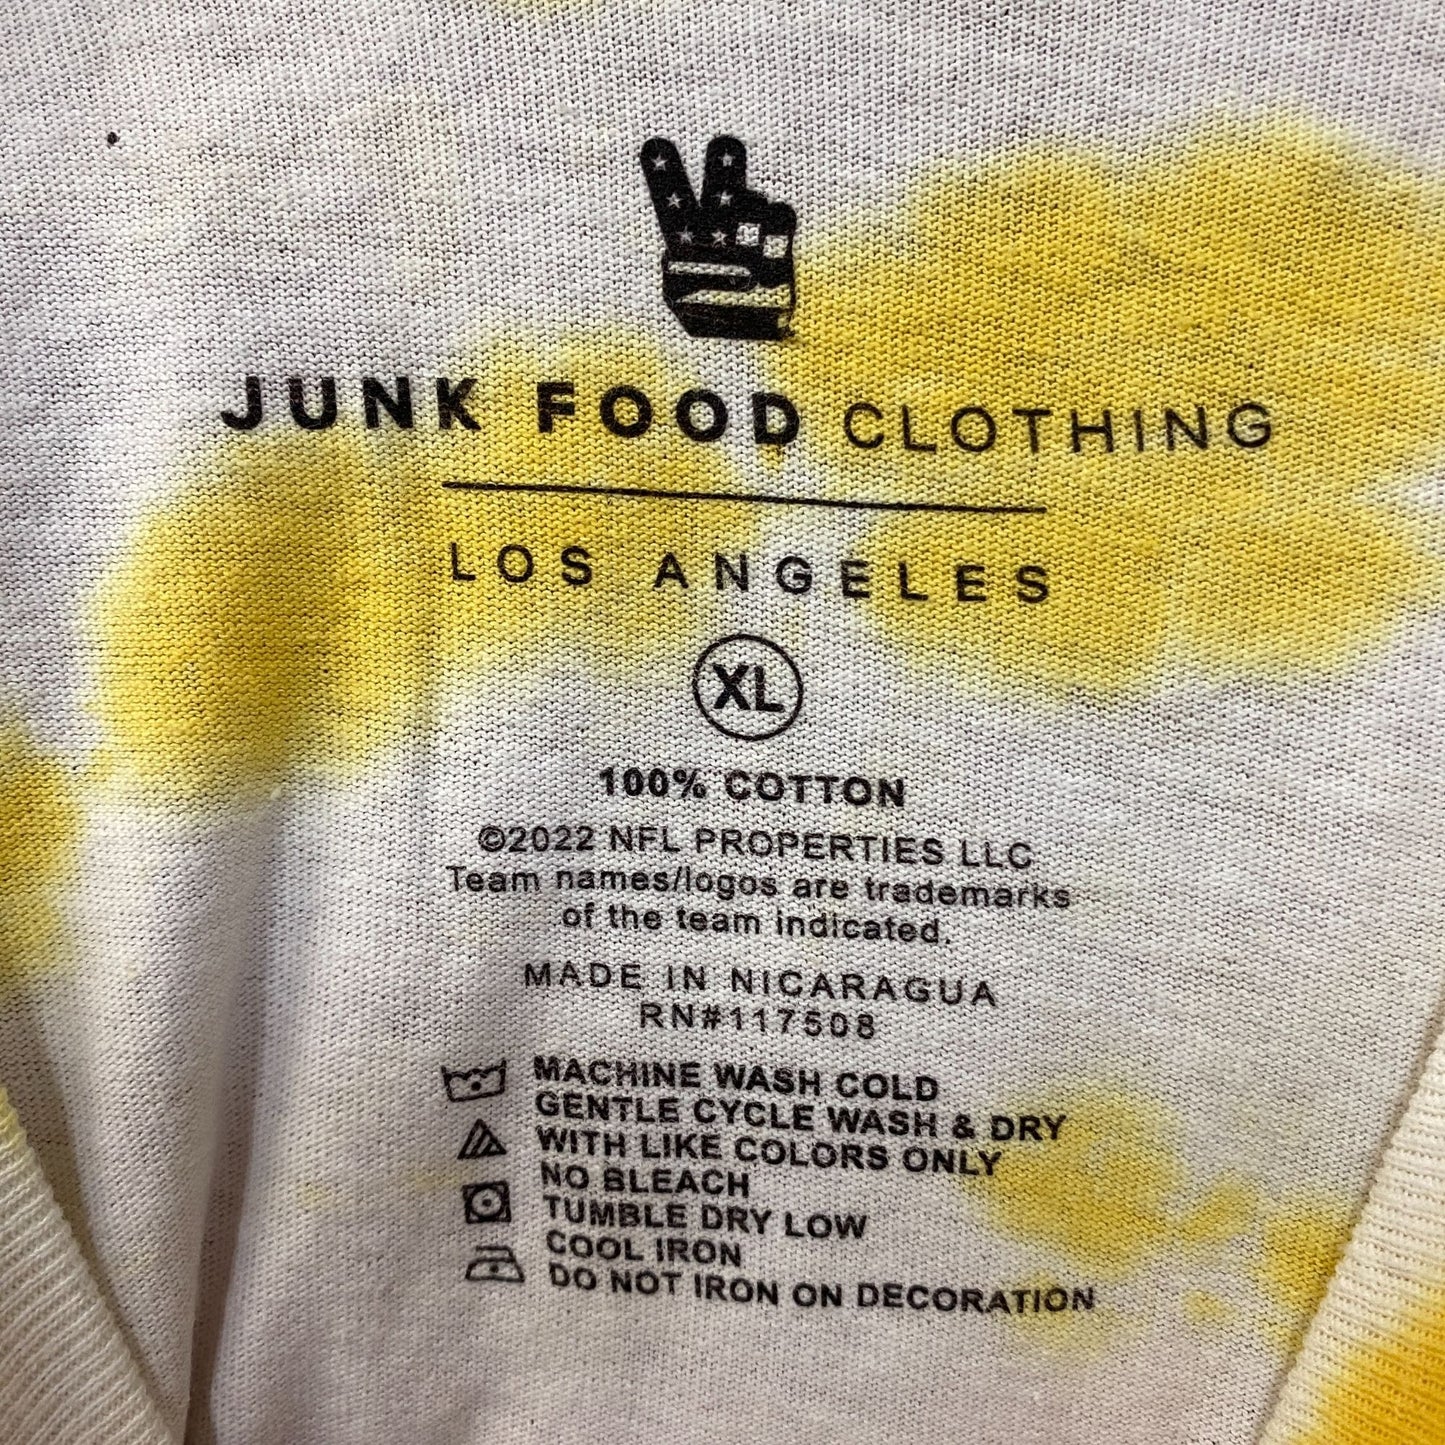 JUNK FOOD CLOTHING
LOS ANGELES
XL
100% COTTON
©2022 NFL PROPERTIES LLC
Team names/logos are trademarks
of the team indicated.
MADE IN NICARAGUA
RN#117508
MACHINE WASH COLD
GENTLE CYCLE WASH & DRY
WITH LIKE COLORS ONLY
NO BLEACH
TUMBLE DRY LOW
COOL IRON
DO NOT IRON ON DECORATION